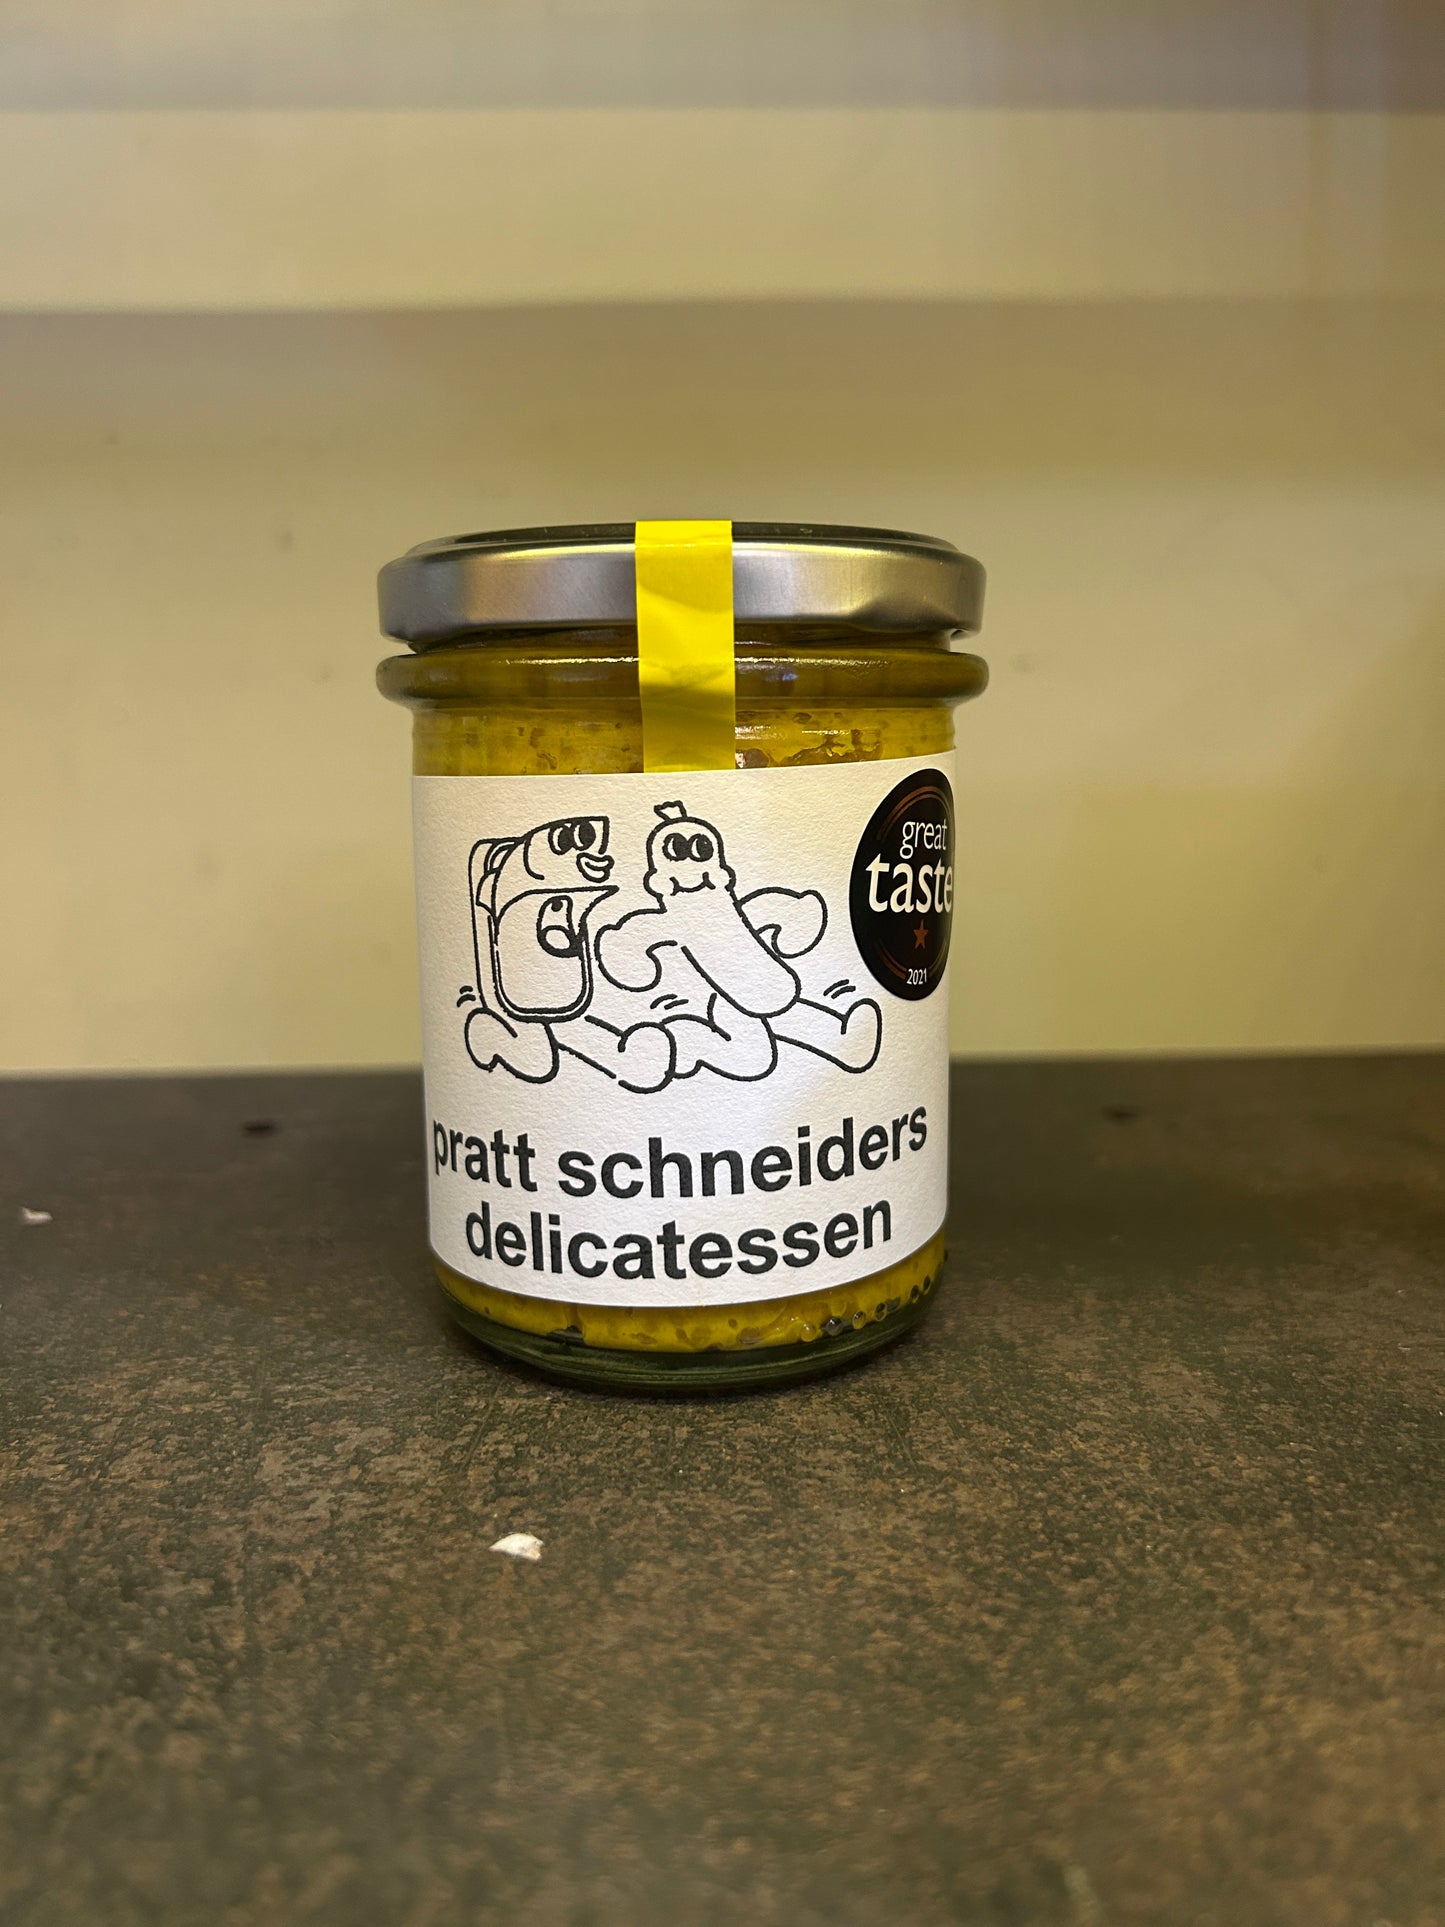 great
taste
2021
pratt schneiders
delicatessen